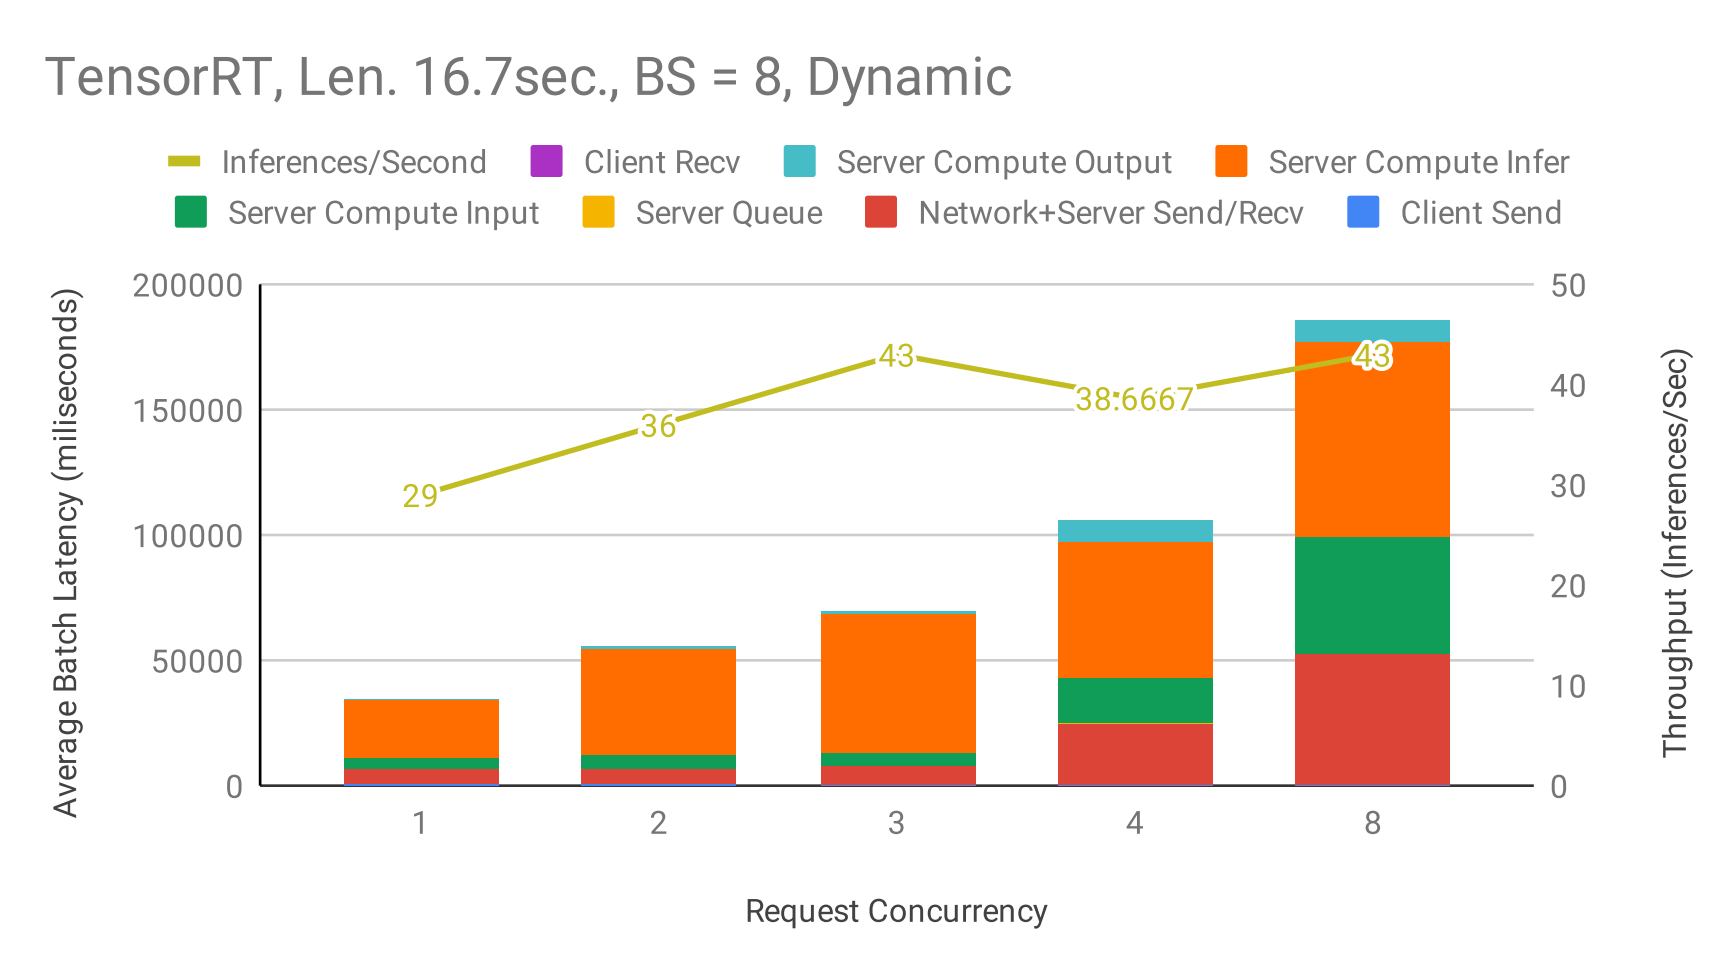 TensorRT, Len. 16.7sec., BS = 8, Dynamic
Inferences/Second Client Recv Server Compute Output Server Compute Infer
Server Compute Input Server Queue Network+Server Send/Recv Client Send
Average Batch Latency (miliseconds)
200000
150000
100000
50000
0
29
36
43
38.6667
43
50
40
30
20
10
0
Throughput (Inferences/Sec)
1 2 3 4 8
Request Concurrency